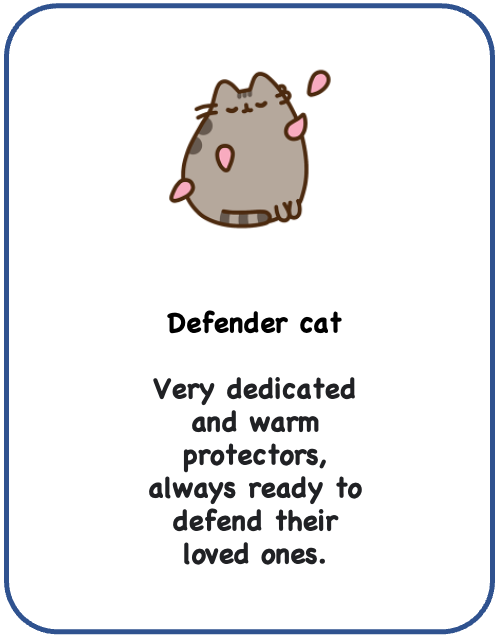 Defender cat
Very dedicated
and warm
protectors,
always ready to
defend their
loved ones.